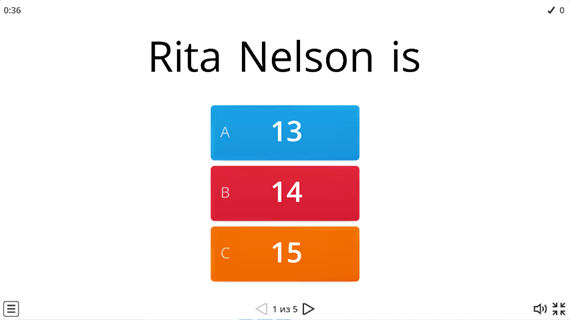 0:36
✓ 0
Rita Nelson is
A 13
B 14
C 15
1 из 5